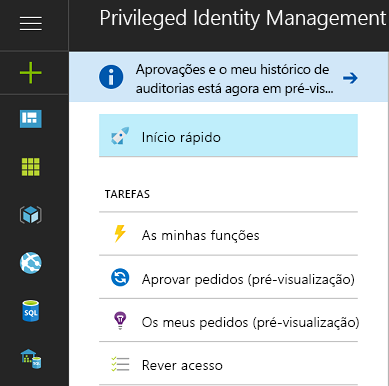 Privileged Identity Management
Aprovações e o meu histórico de
auditorias está agora em pré-vis...
Início rápido
TAREFAS
As minhas funções
Aprovar pedidos (pré-visualização)
Os meus pedidos (pré-visualização)
SQL
Rever acesso